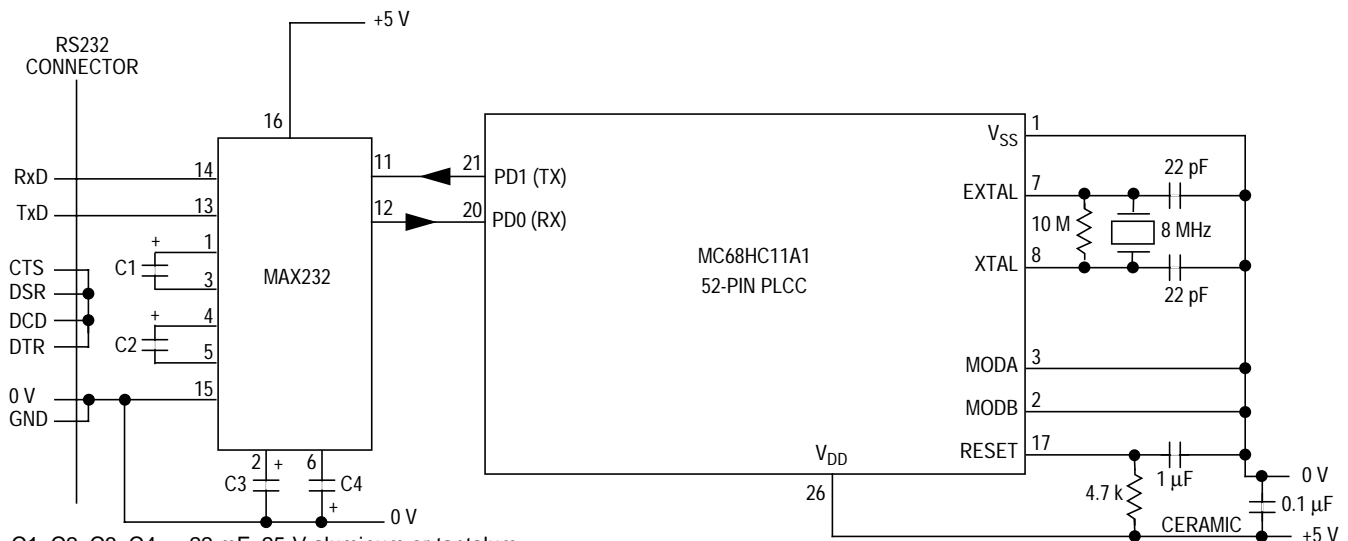 +5 V
RS232
CONNECTOR
16
RxD
14
TxD
13
1
+
C1
3
4
+
C2
5
CTS
DSR
DCD
DTR
0 V
GND
15
MAX232
11
12
2
+
C3
6
C4
+
0 V
21
PD1 (TX)
20
PD0 (RX)
MC68HC11A1
52-PIN PLCC
VSS
1
EXTAL
7
22 pF
10 M
8 MHz
XTAL
8
22 pF
MODA
3
MODB
2
RESET
17
VDD
26
4.7 k
1 µF
0 V
0.1 µF
CERAMIC
+5 V